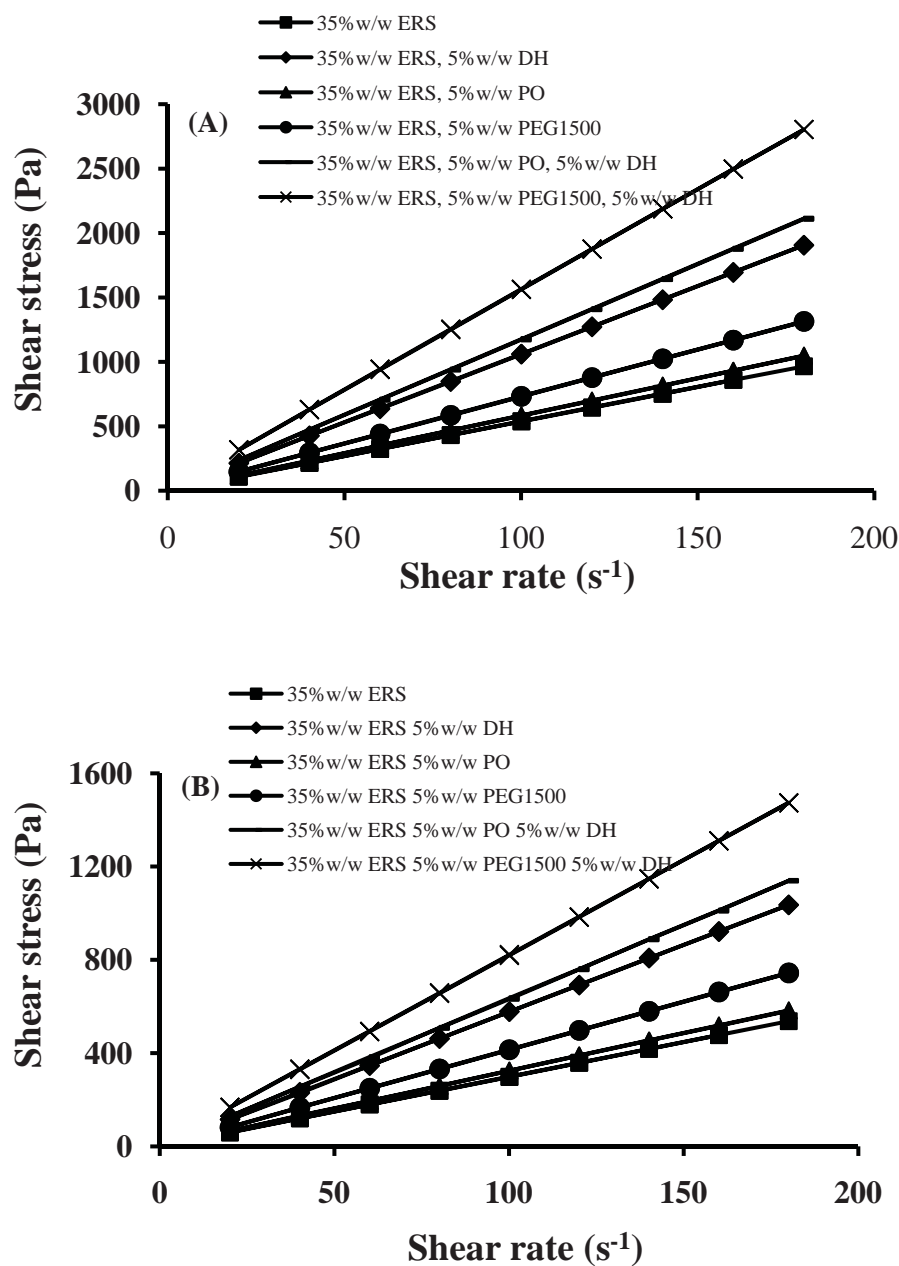 35%w/w ERS
35%w/w ERS, 5%w/w DH
35%w/w ERS, 5%w/w PO
35%w/w ERS, 5%w/w PEG1500
35%w/w ERS, 5%w/w PO, 5%w/w DH
35%w/w ERS, 5%w/w PEG1500, 5%w/w DH
(A)
Shear stress (Pa)
3000
2500
2000
1500
1000
500
0
0 50 100 150 200
Shear rate (s⁻¹)
35%w/w ERS
35%w/w ERS 5%w/w DH
35%w/w ERS 5%w/w PO
35%w/w ERS 5%w/w PEG1500
35%w/w ERS 5%w/w PO 5%w/w DH
35%w/w ERS 5%w/w PEG1500 5%w/w DH
(B)
Shear stress (Pa)
1600
1200
800
400
0
0 50 100 150 200
Shear rate (s⁻¹)